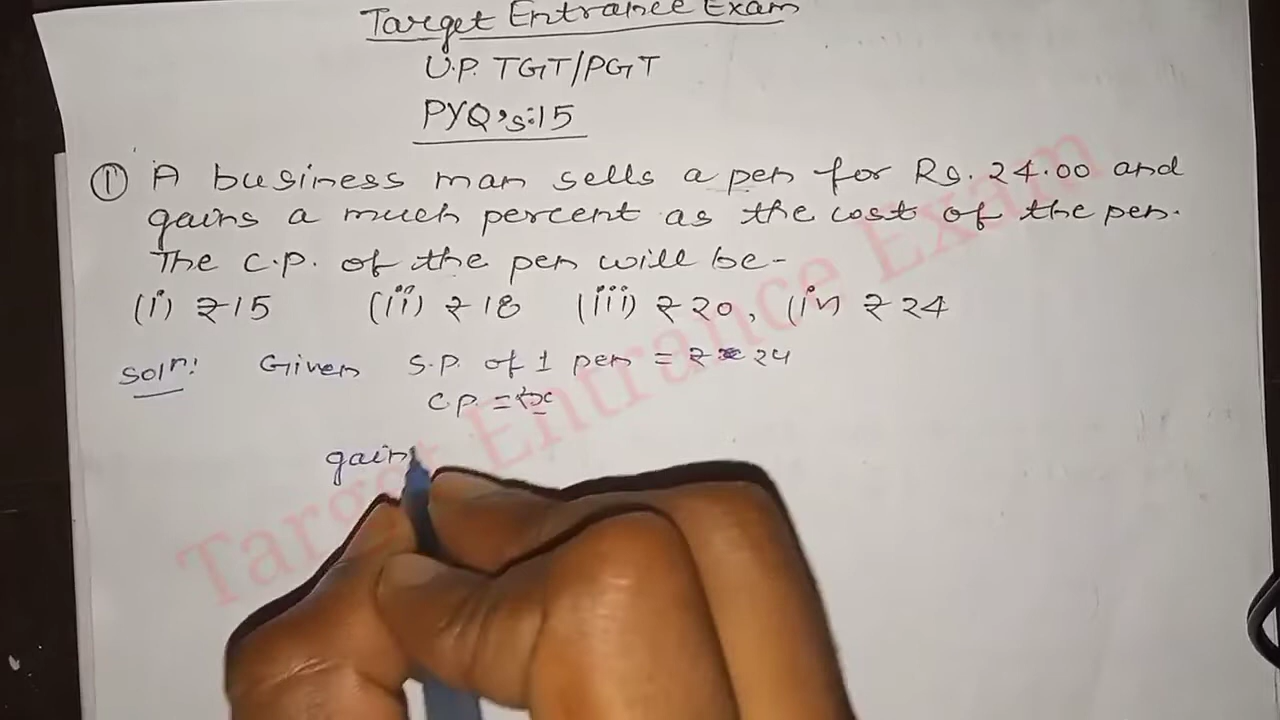 Target Entrance Exam
U.P. TGT/PGT
PYQ's:15
① A business man sells a pen for Rs. 24.00 and
gains a much percent as the cost of the pen.
The C.P. of the pen will be-
(i) ₹15 (ii) ₹18 (iii) ₹20, (iv) ₹24
Soln: Given S.P. of 1 pen = ₹ 24
C.P. = ₹x
gain
Target Entrance Exam